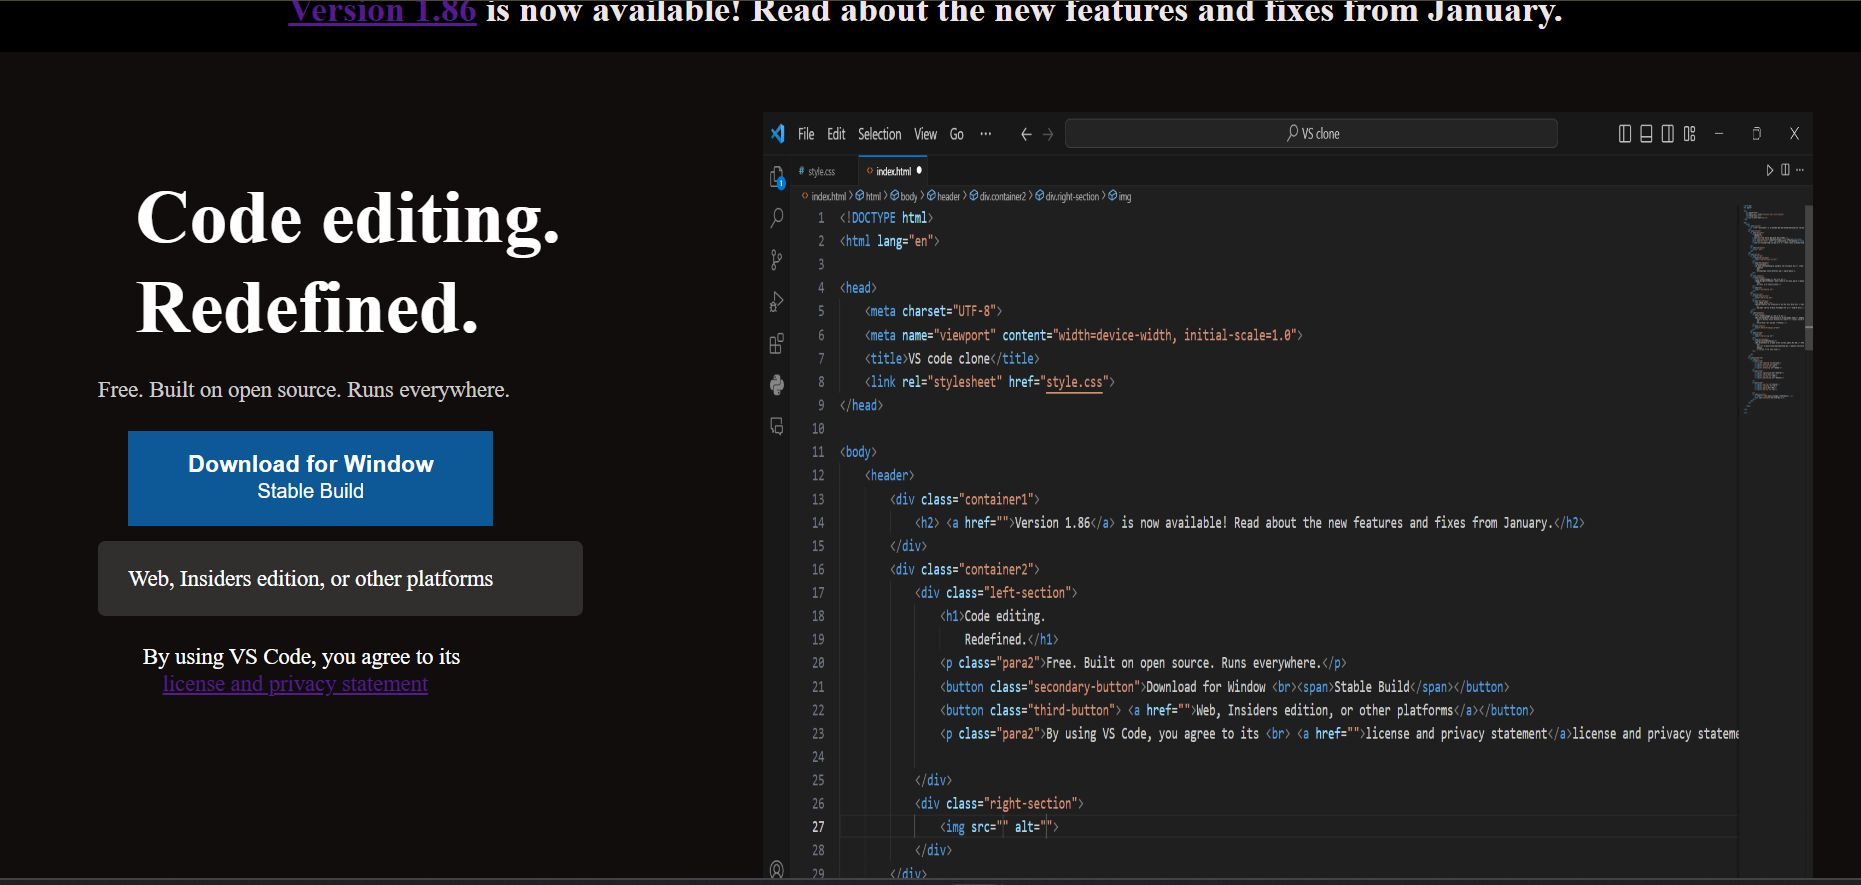 Version 1.86 is now available! Read about the new features and fixes from January.
Code editing.
Redefined.
Free. Built on open source. Runs everywhere.
Download for Window
Stable Build
Web, Insiders edition, or other platforms
By using VS Code, you agree to its
license and privacy statement
File Edit Selection View Go ··· ← → VS clone
# style.css <> index.html ●
<> index.html > html > body > header > div.container2 > div.right-section > img
1 <!DOCTYPE html>
2 <html lang="en">
3
4 <head>
5 <meta charset="UTF-8">
6 <meta name="viewport" content="width=device-width, initial-scale=1.0">
7 <title>VS code clone</title>
8 <link rel="stylesheet" href="style.css">
9 </head>
10
11 <body>
12 <header>
13 <div class="container1">
14 <h2> <a href="">Version 1.86</a> is now available! Read about the new features and fixes from January.</h2>
15 </div>
16 <div class="container2">
17 <div class="left-section">
18 <h1>Code editing.
19 Redefined.</h1>
20 <p class="para2">Free. Built on open source. Runs everywhere.</p>
21 <button class="secondary-button">Download for Window <br><span>Stable Build</span></button>
22 <button class="third-button"> <a href="">Web, Insiders edition, or other platforms</a></button>
23 <p class="para2">By using VS Code, you agree to its <br> <a href="">license and privacy statement</a>license and privacy stateme
24
25 </div>
26 <div class="right-section">
27 <img src="" alt="">
28 </div>
29 </div>